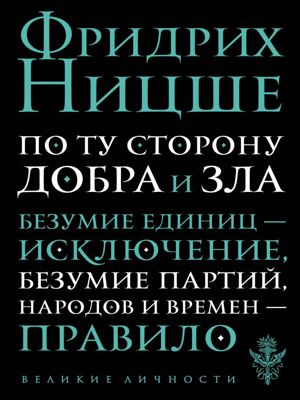 Фридрих
Ницше
ПО ТУ СТОРОНУ
ДОБРА И ЗЛА
БЕЗУМИЕ ЕДИНИЦ —
ИСКЛЮЧЕНИЕ,
БЕЗУМИЕ ПАРТИЙ,
НАРОДОВ И ВРЕМЕН —
ПРАВИЛО
ВЕЛИКИЕ ЛИЧНОСТИ